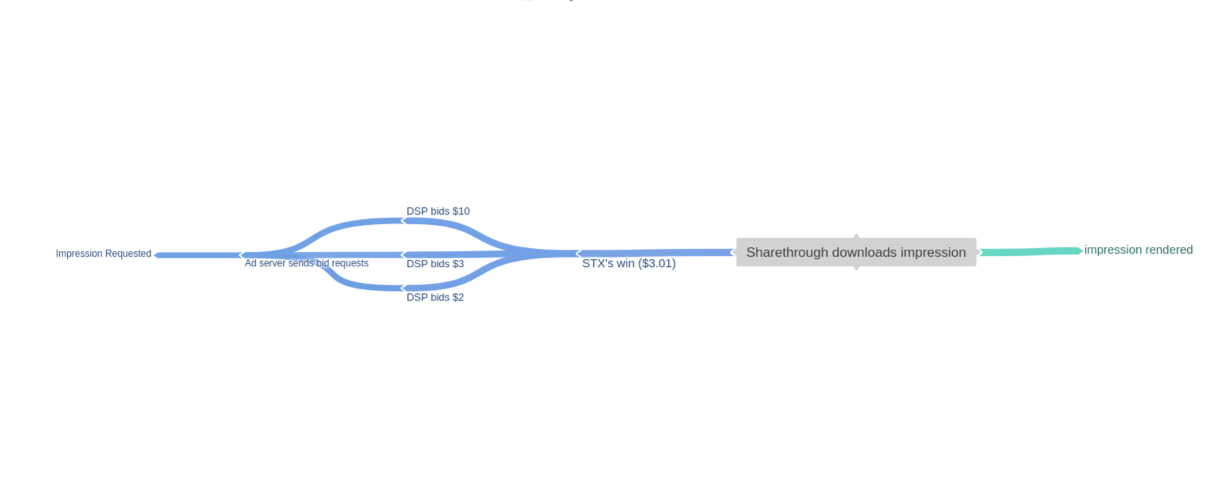 Impression Requested
Ad server sends bid requests
DSP bids $10
DSP bids $3
DSP bids $2
STX's win ($3.01)
Sharethrough downloads impression
impression rendered